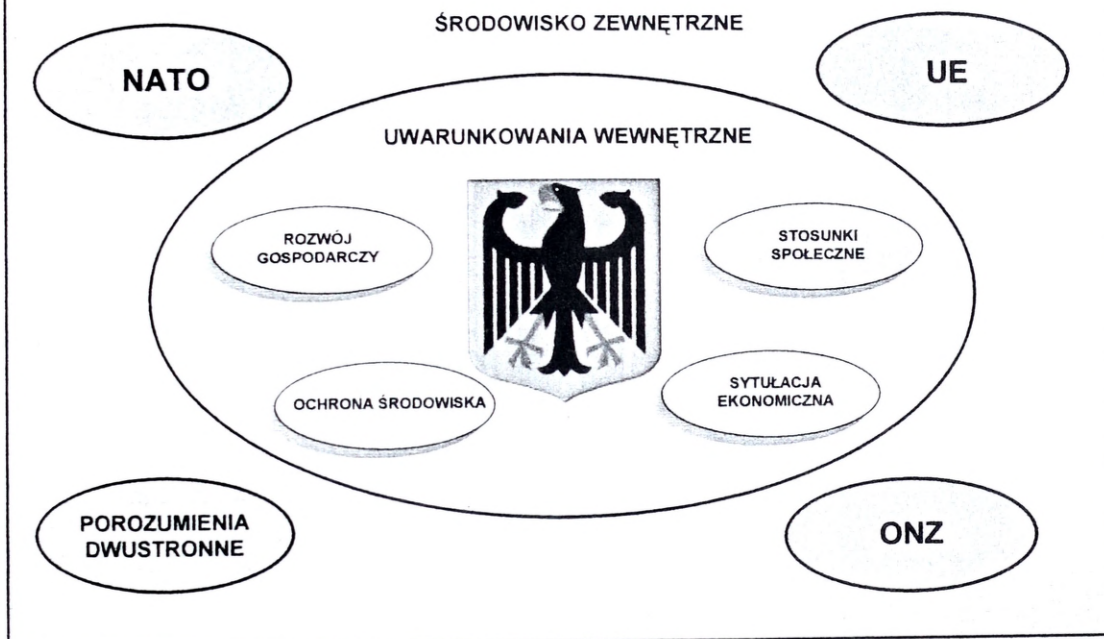 ŚRODOWISKO ZEWNĘTRZNE
NATO
UE
UWARUNKOWANIA WEWNĘTRZNE
ROZWÓJ
GOSPODARCZY
STOSUNKI
SPOŁECZNE
OCHRONA ŚRODOWISKA
SYTUŁACJA
EKONOMICZNA
POROZUMIENIA
DWUSTRONNE
ONZ